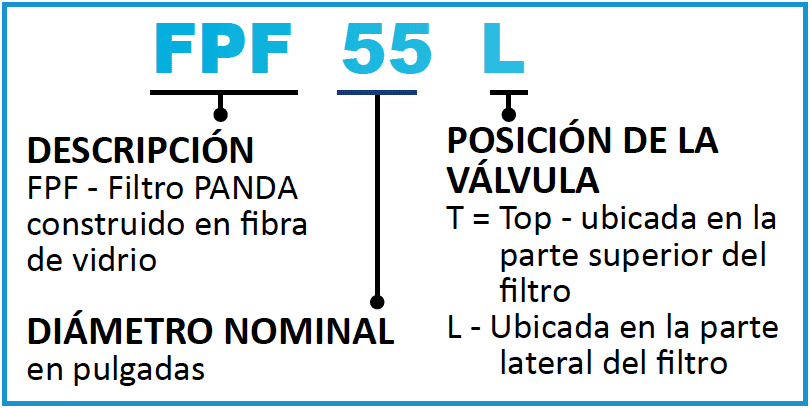 FPF 55 L
DESCRIPCIÓN
FPF - Filtro PANDA
construido en fibra
de vidrio
DIÁMETRO NOMINAL
en pulgadas
POSICIÓN DE LA
VÁLVULA
T = Top - ubicada en la
parte superior del
filtro
L - Ubicada en la parte
lateral del filtro